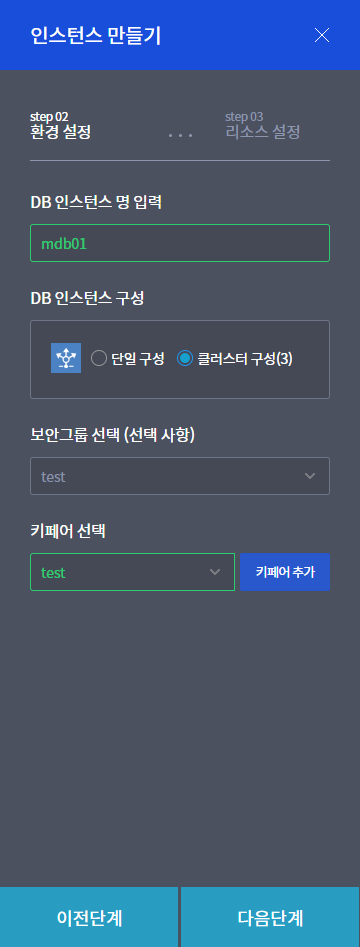 인스턴스 만들기
step 02
환경 설정
...
step 03
리소스 설정
DB 인스턴스 명 입력
mdb01
DB 인스턴스 구성
단일 구성
클러스터 구성(3)
보안그룹 선택 (선택 사항)
test
키페어 선택
test
키페어 추가
이전단계
다음단계